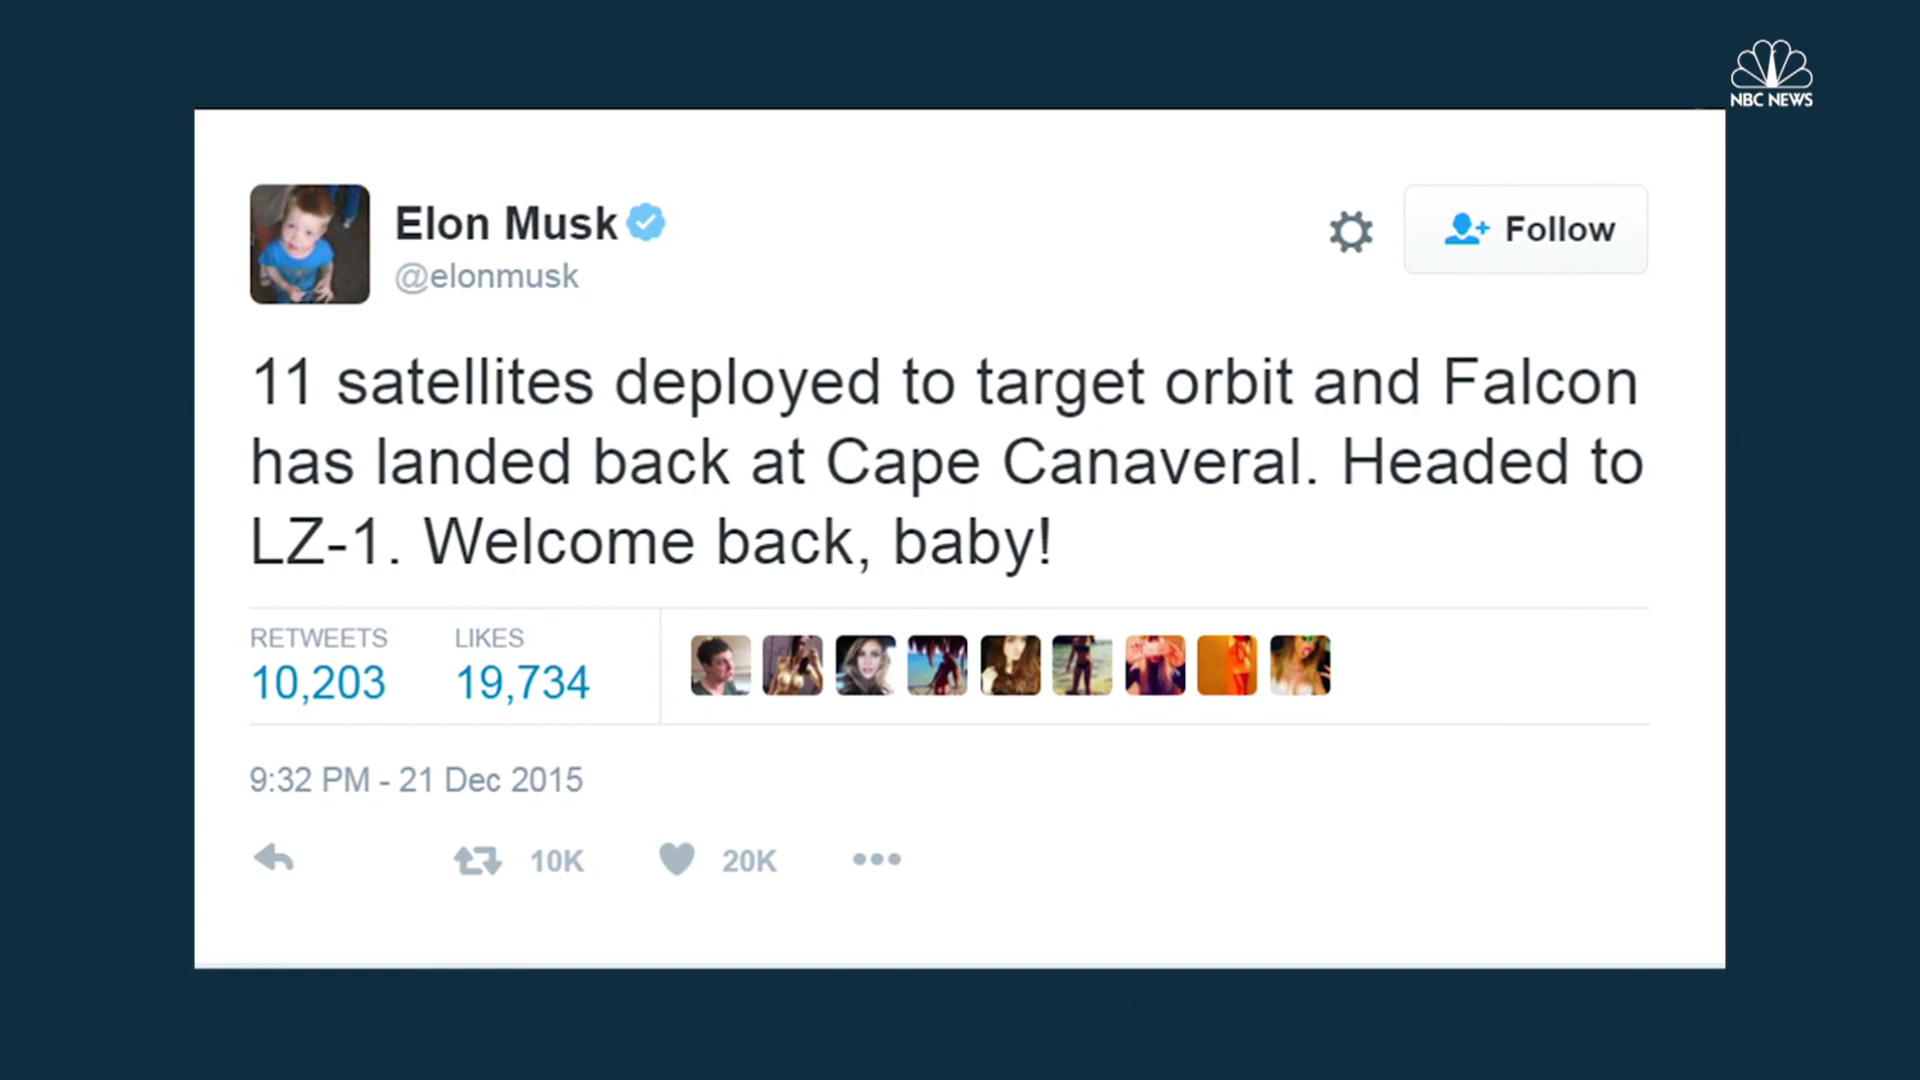 NBC NEWS
Elon Musk
@elonmusk
Follow
11 satellites deployed to target orbit and Falcon
has landed back at Cape Canaveral. Headed to
LZ-1. Welcome back, baby!
RETWEETS LIKES
10,203 19,734
9:32 PM - 21 Dec 2015
10K 20K